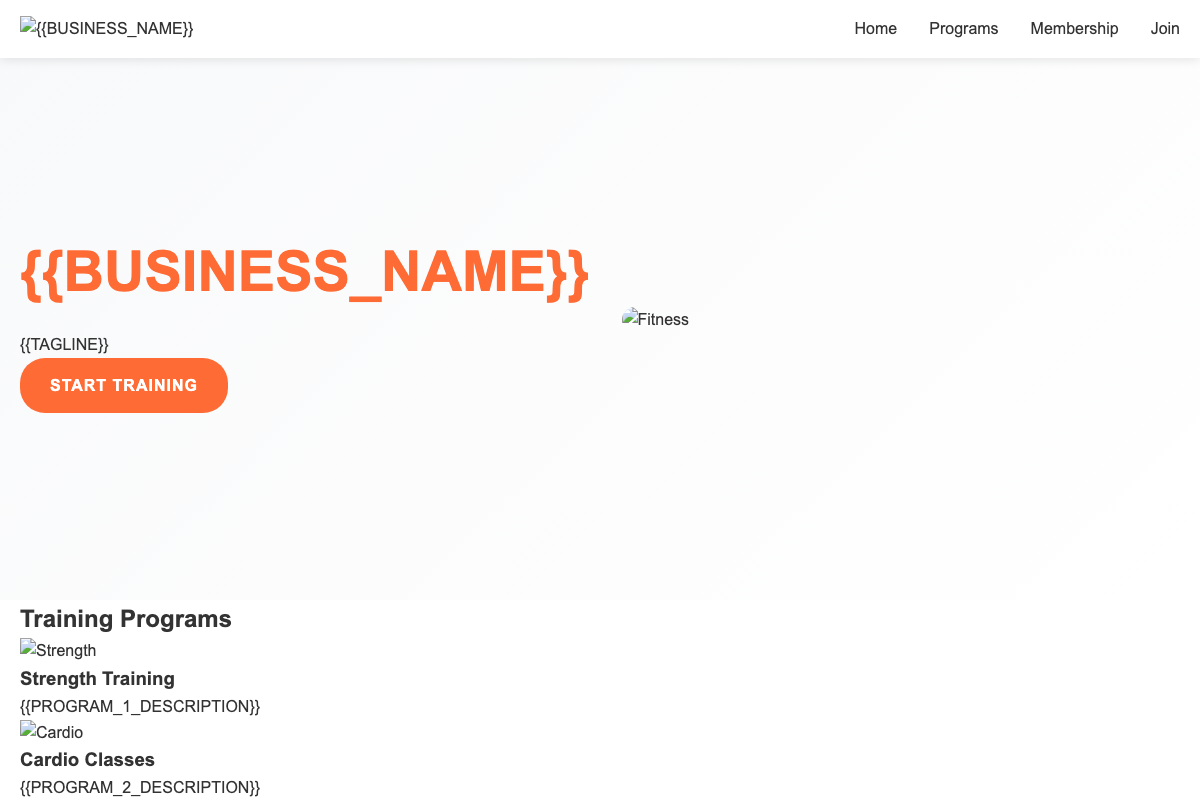 {{BUSINESS_NAME}}
Home Programs Membership Join
{{BUSINESS_NAME}}
{{TAGLINE}}
START TRAINING
Fitness
Training Programs
Strength
Strength Training
{{PROGRAM_1_DESCRIPTION}}
Cardio
Cardio Classes
{{PROGRAM_2_DESCRIPTION}}